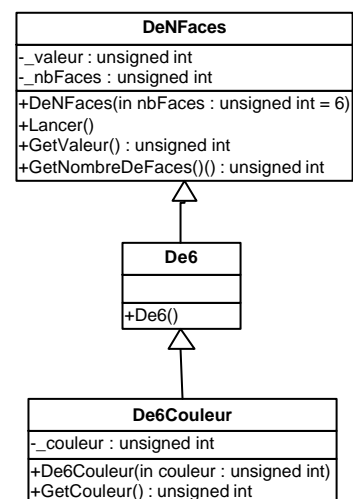 DeNFaces
-_valeur : unsigned int
-_nbFaces : unsigned int
+DeNFaces(in nbFaces : unsigned int = 6)
+Lancer()
+GetValeur() : unsigned int
+GetNombreDeFaces()() : unsigned int
De6
+De6()
De6Couleur
-_couleur : unsigned int
+De6Couleur(in couleur : unsigned int)
+GetCouleur() : unsigned int